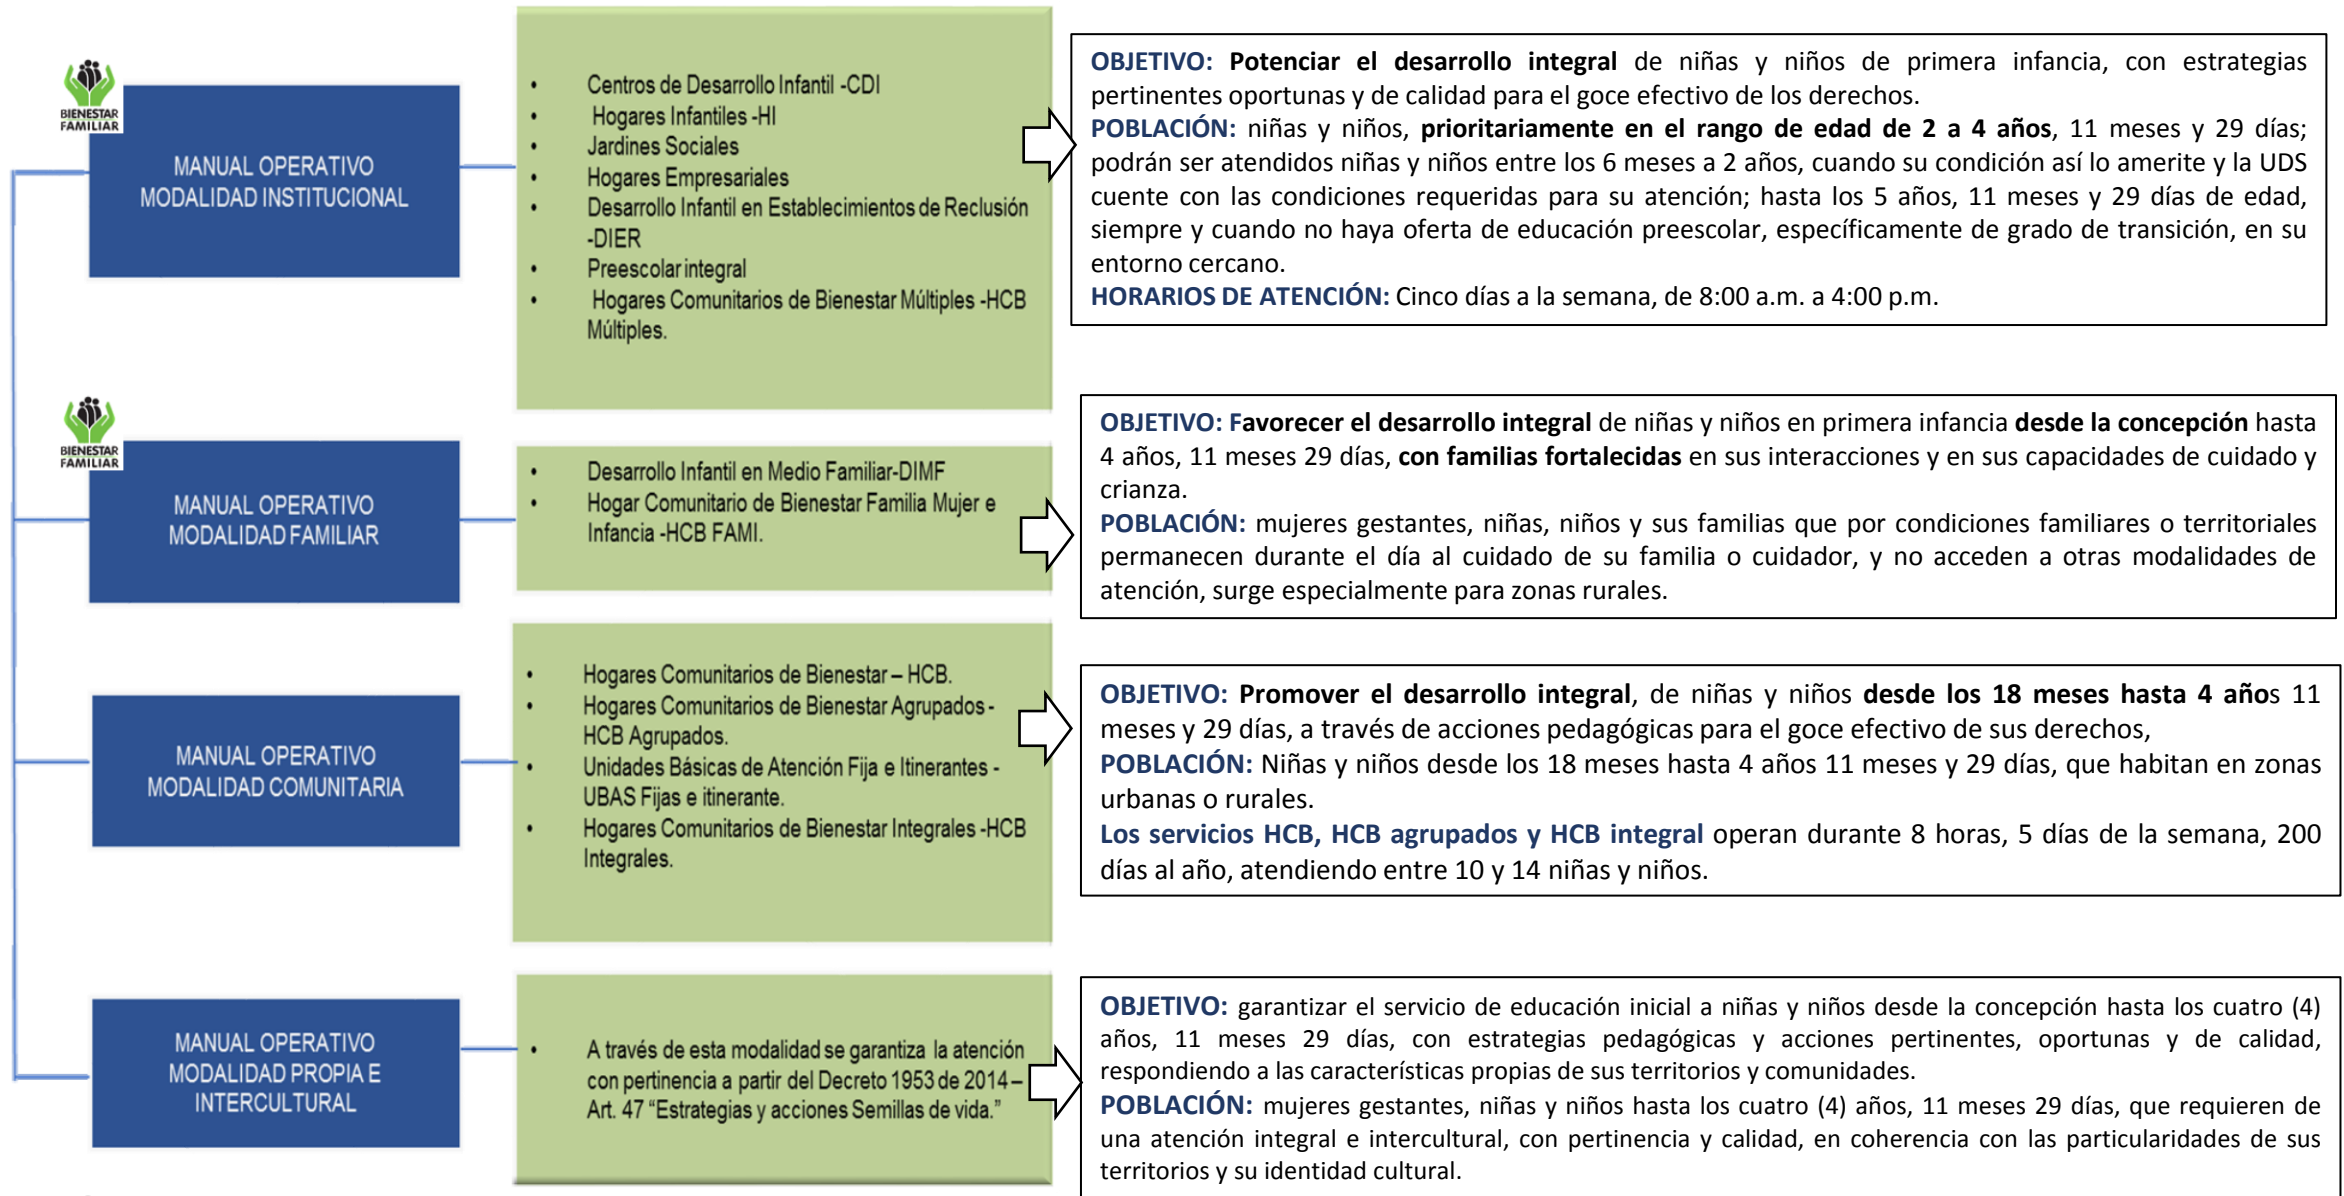 BIENESTAR
FAMILIAR
MANUAL OPERATIVO
MODALIDAD INSTITUCIONAL
• Centros de Desarrollo Infantil -CDI
• Hogares Infantiles -HI
• Jardines Sociales
• Hogares Empresariales
• Desarrollo Infantil en Establecimientos de Reclusión
-DIER
• Preescolar integral
• Hogares Comunitarios de Bienestar Múltiples -HCB
Múltiples.
OBJETIVO: Potenciar el desarrollo integral de niñas y niños de primera infancia, con estrategias
pertinentes oportunas y de calidad para el goce efectivo de los derechos.
POBLACIÓN: niñas y niños, prioritariamente en el rango de edad de 2 a 4 años, 11 meses y 29 días;
podrán ser atendidos niñas y niños entre los 6 meses a 2 años, cuando su condición así lo amerite y la UDS
cuente con las condiciones requeridas para su atención; hasta los 5 años, 11 meses y 29 días de edad,
siempre y cuando no haya oferta de educación preescolar, específicamente de grado de transición, en su
entorno cercano.
HORARIOS DE ATENCIÓN: Cinco días a la semana, de 8:00 a.m. a 4:00 p.m.
BIENESTAR
FAMILIAR
MANUAL OPERATIVO
MODALIDAD FAMILIAR
• Desarrollo Infantil en Medio Familiar-DIMF
• Hogar Comunitario de Bienestar Familia Mujer e
Infancia -HCB FAMI.
OBJETIVO: Favorecer el desarrollo integral de niñas y niños en primera infancia desde la concepción hasta
4 años, 11 meses 29 días, con familias fortalecidas en sus interacciones y en sus capacidades de cuidado y
crianza.
POBLACIÓN: mujeres gestantes, niñas, niños y sus familias que por condiciones familiares o territoriales
permanecen durante el día al cuidado de su familia o cuidador, y no acceden a otras modalidades de
atención, surge especialmente para zonas rurales.
MANUAL OPERATIVO
MODALIDAD COMUNITARIA
• Hogares Comunitarios de Bienestar – HCB.
• Hogares Comunitarios de Bienestar Agrupados -
HCB Agrupados.
• Unidades Básicas de Atención Fija e Itinerantes -
UBAS Fijas e itinerante.
• Hogares Comunitarios de Bienestar Integrales -HCB
Integrales.
OBJETIVO: Promover el desarrollo integral, de niñas y niños desde los 18 meses hasta 4 años 11
meses y 29 días, a través de acciones pedagógicas para el goce efectivo de sus derechos,
POBLACIÓN: Niñas y niños desde los 18 meses hasta 4 años 11 meses y 29 días, que habitan en zonas
urbanas o rurales.
Los servicios HCB, HCB agrupados y HCB integral operan durante 8 horas, 5 días de la semana, 200
días al año, atendiendo entre 10 y 14 niñas y niños.
MANUAL OPERATIVO
MODALIDAD PROPIA E
INTERCULTURAL
• A través de esta modalidad se garantiza la atención
con pertinencia a partir del Decreto 1953 de 2014 –
Art. 47 “Estrategias y acciones Semillas de vida.”
OBJETIVO: garantizar el servicio de educación inicial a niñas y niños desde la concepción hasta los cuatro (4)
años, 11 meses 29 días, con estrategias pedagógicas y acciones pertinentes, oportunas y de calidad,
respondiendo a las características propias de sus territorios y comunidades.
POBLACIÓN: mujeres gestantes, niñas y niños hasta los cuatro (4) años, 11 meses 29 días, que requieren de
una atención integral e intercultural, con pertinencia y calidad, en coherencia con las particularidades de sus
territorios y su identidad cultural.